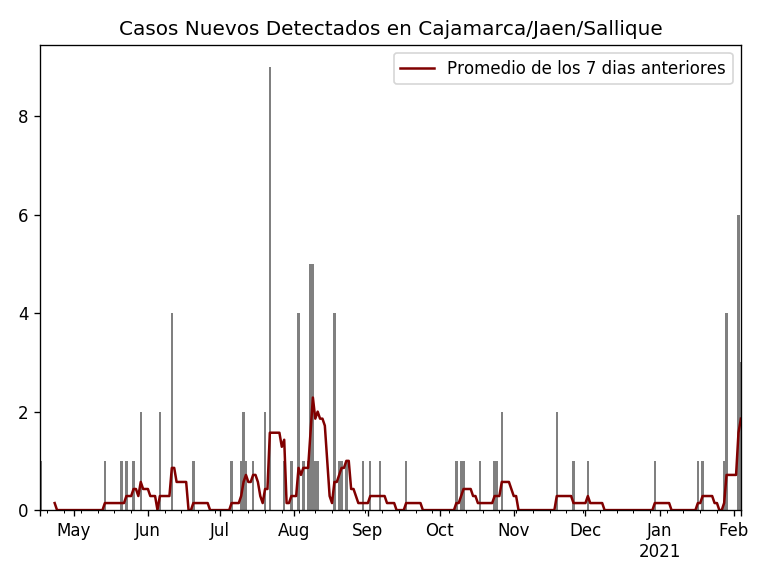 Casos Nuevos Detectados en Cajamarca/Jaen/Sallique
Promedio de los 7 dias anteriores
8
6
4
2
0
May Jun Jul Aug Sep Oct Nov Dec Jan Feb
2021